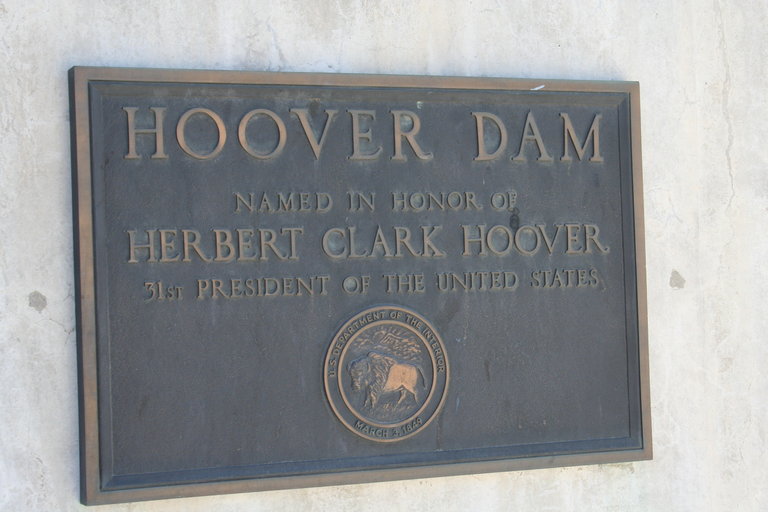 HOOVER DAM
NAMED IN HONOR OF
HERBERT CLARK HOOVER
31ST PRESIDENT OF THE UNITED STATES
U.S. DEPARTMENT OF THE INTERIOR
MARCH 3, 1849